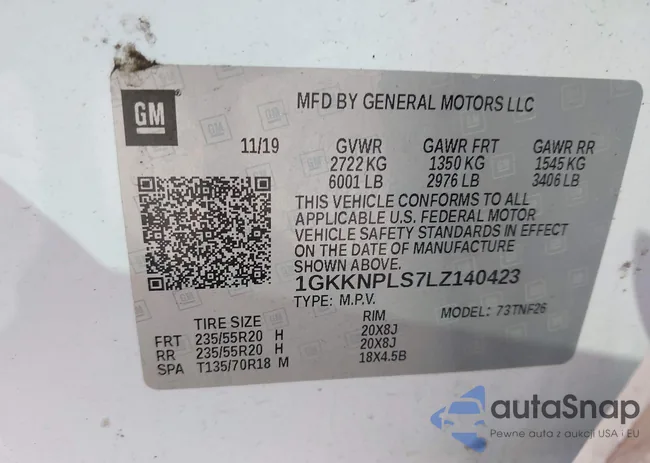 GM
MFD BY GENERAL MOTORS LLC
11/19 GVWR GAWR FRT GAWR RR
2722 KG 1350 KG 1545 KG
6001 LB 2976 LB 3406 LB
THIS VEHICLE CONFORMS TO ALL
APPLICABLE U.S. FEDERAL MOTOR
VEHICLE SAFETY STANDARDS IN EFFECT
ON THE DATE OF MANUFACTURE
SHOWN ABOVE.
1GKKNPLS7LZ140423
TYPE: M.P.V. MODEL: 73TNF26
TIRE SIZE RIM
FRT 235/55R20 H 20X8J
RR 235/55R20 H 20X8J
SPA T135/70R18 M 18X4.5B
autaSnap
Pewne auta z aukcji USA i EU